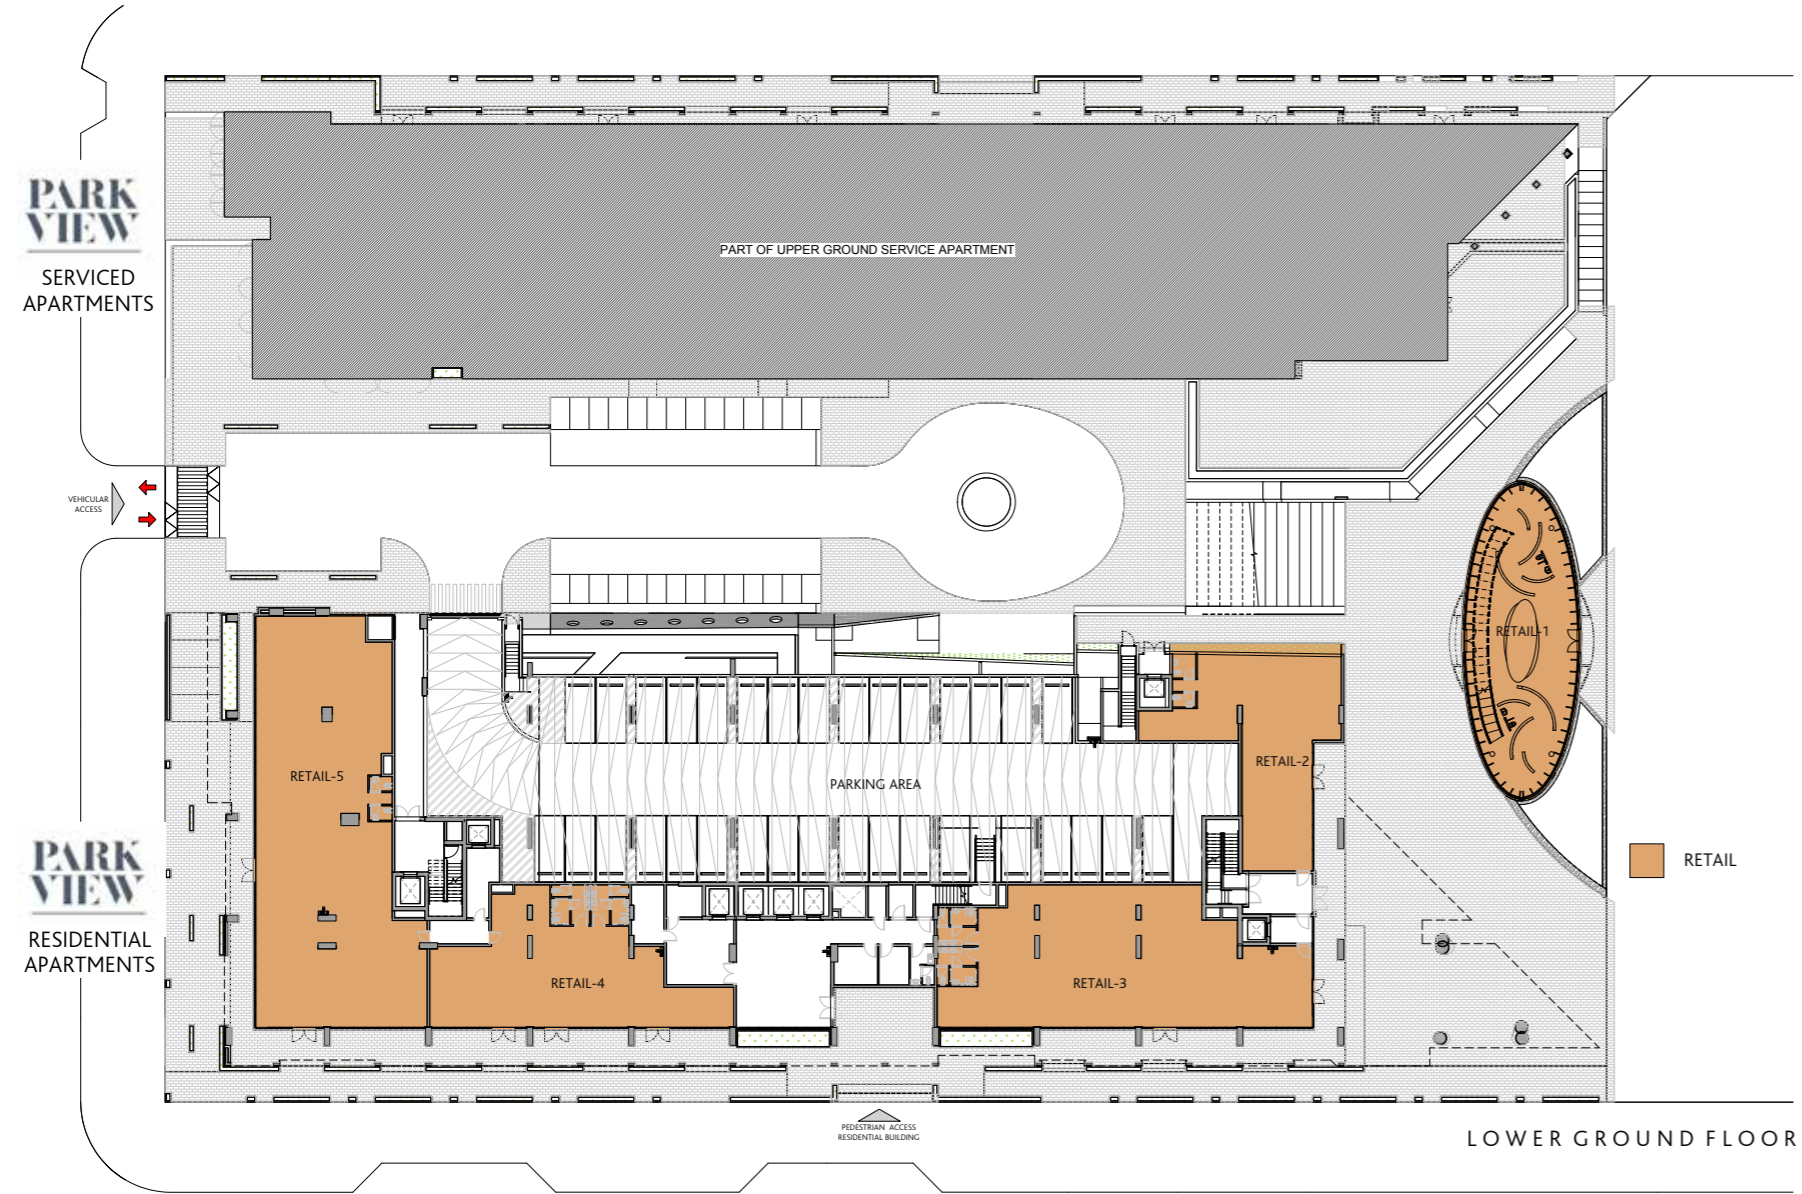 PARK
VIEW
SERVICED
APARTMENTS
PART OF UPPER GROUND SERVICE APARTMENT
VEHICULAR
ACCESS
RETAIL-1
RETAIL-5
PARKING AREA
RETAIL-2
PARK
VIEW
RESIDENTIAL
APARTMENTS
RETAIL
RETAIL-4
RETAIL-3
PEDESTRIAN ACCESS
RESIDENTIAL BUILDING
LOWER GROUND FLOOR